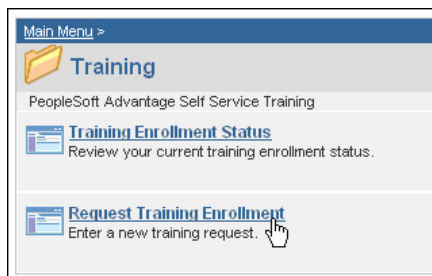 Main Menu >
Training
PeopleSoft Advantage Self Service Training
Training Enrollment Status
Review your current training enrollment status.
Request Training Enrollment
Enter a new training request.